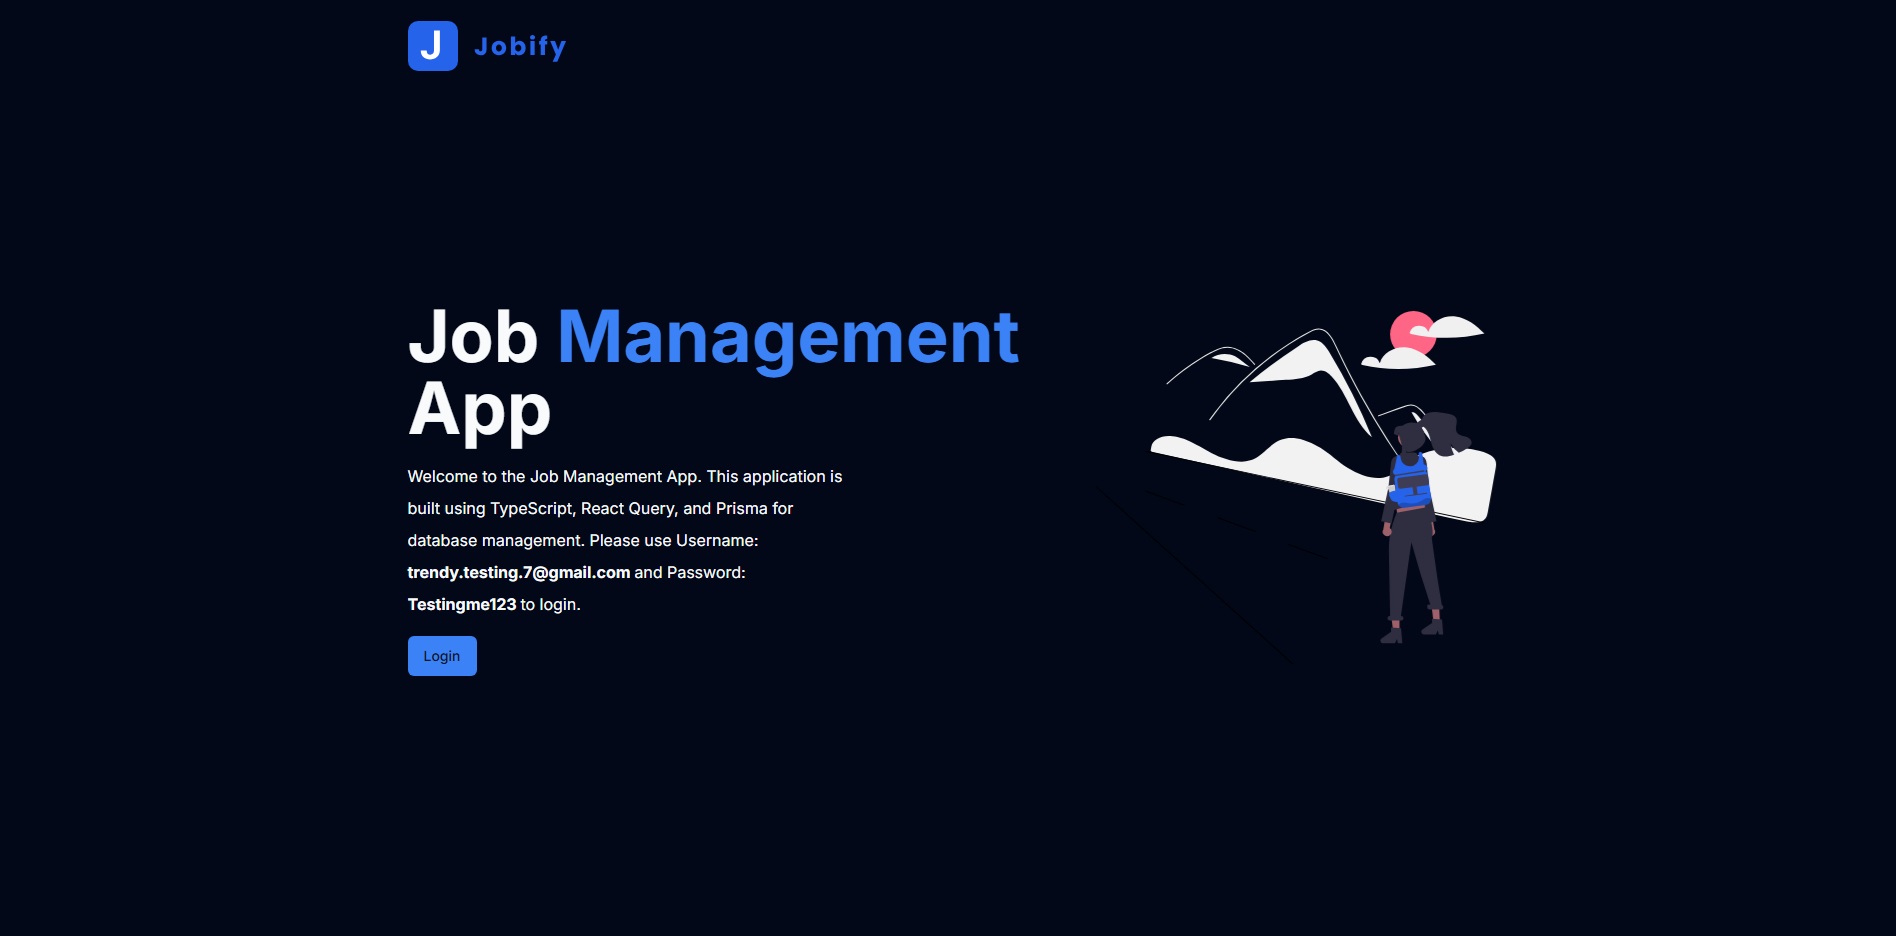 J Jobify
Job Management
App
Welcome to the Job Management App. This application is
built using TypeScript, React Query, and Prisma for
database management. Please use Username:
trendy.testing.7@gmail.com and Password:
Testingme123 to login.
Login